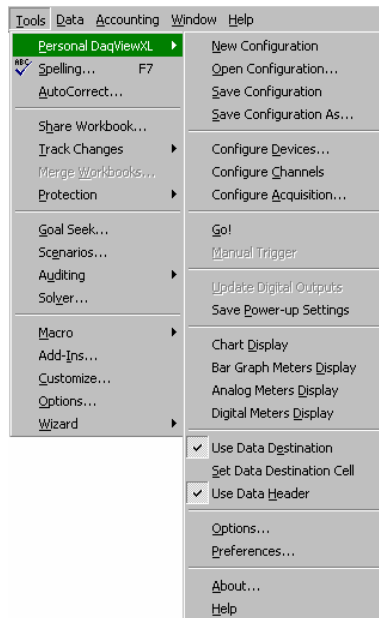 Tools Data Accounting Window Help
Personal DaqViewXL
ABC Spelling... F7
AutoCorrect...
Share Workbook...
Track Changes
Merge Workbooks...
Protection
Goal Seek...
Scenarios...
Auditing
Solver...
Macro
Add-Ins...
Customize...
Options...
Wizard
New Configuration
Open Configuration...
Save Configuration
Save Configuration As...
Configure Devices...
Configure Channels
Configure Acquisition...
Go!
Manual Trigger
Update Digital Outputs
Save Power-up Settings
Chart Display
Bar Graph Meters Display
Analog Meters Display
Digital Meters Display
Use Data Destination
Set Data Destination Cell
Use Data Header
Options...
Preferences...
About...
Help